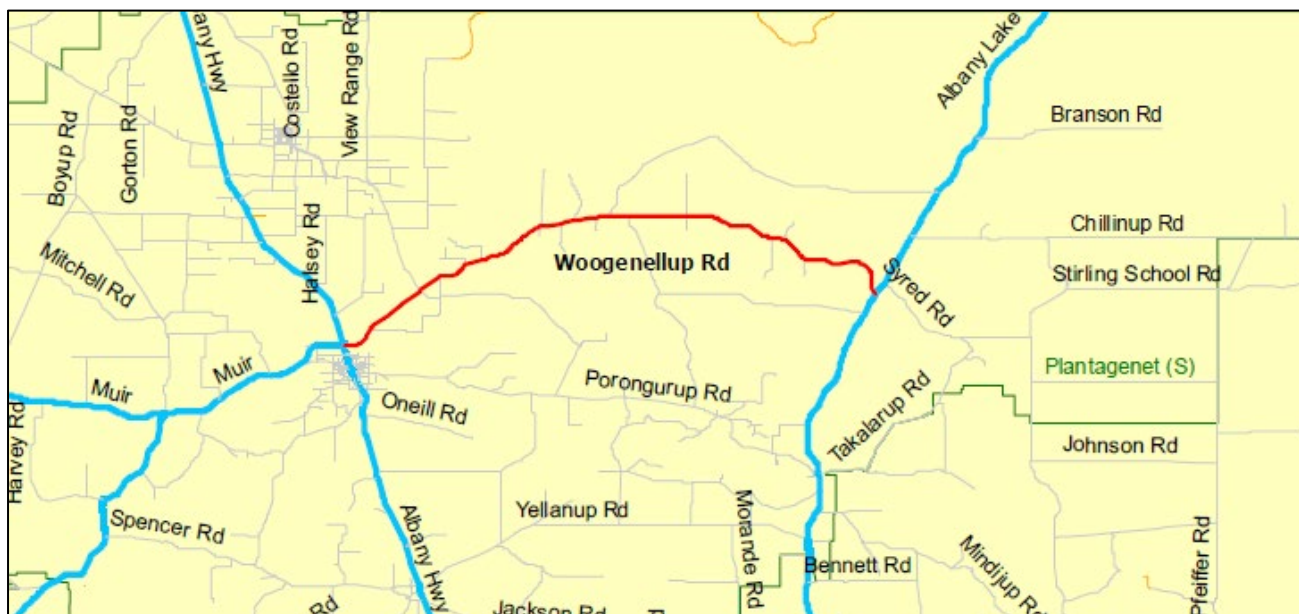 any Hwy
Costello Rd
View Range Rd
Albany Lake
Branson Rd
Boyup Rd
Gorton Rd
Halsey Rd
Chillinup Rd
Mitchell Rd
Woogenellup Rd
Syred Rd
Stirling School Rd
Muir
Muir
Porongurup Rd
Plantagenet (S)
Oneill Rd
Takalarup Rd
Johnson Rd
Harvey Rd
Spencer Rd
Albany Hwy
Yellanup Rd
Morande Rd
Bennett Rd
Mindijup Rd
Pfeiffer Rd
Rd
Jackson Rd